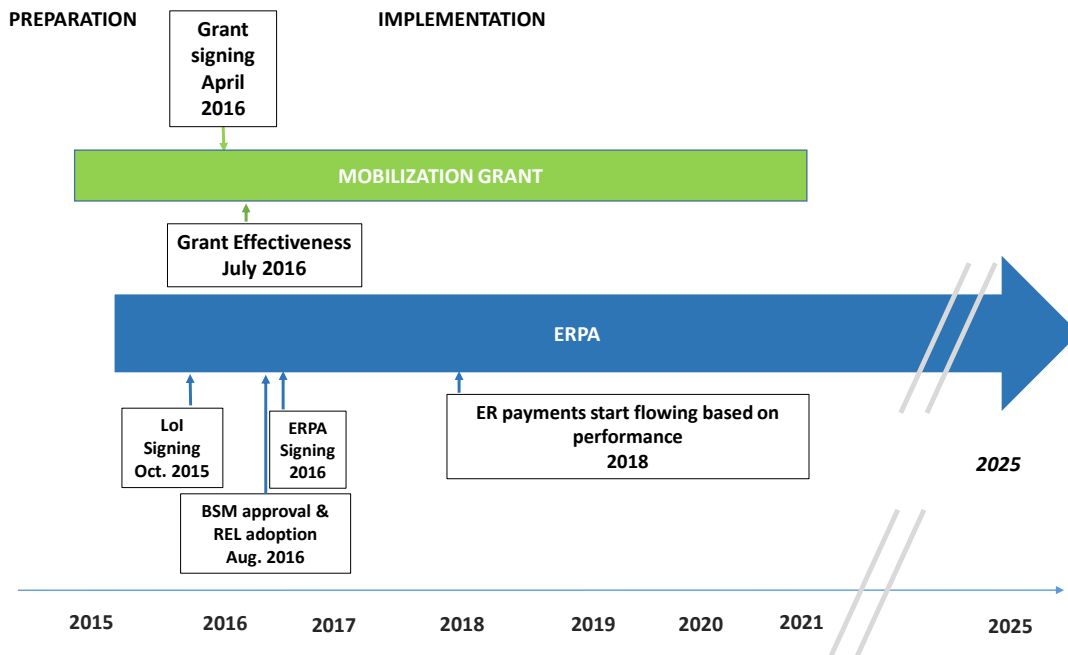 PREPARATION
IMPLEMENTATION
Grant
signing
April
2016
MOBILIZATION GRANT
Grant Effectiveness
July 2016
ERPA
LoI
Signing
Oct. 2015
ERPA
Signing
2016
ER payments start flowing based on
performance
2018
2025
BSM approval &
REL adoption
Aug. 2016
2015
2016
2017
2018
2019
2020
2021
2025